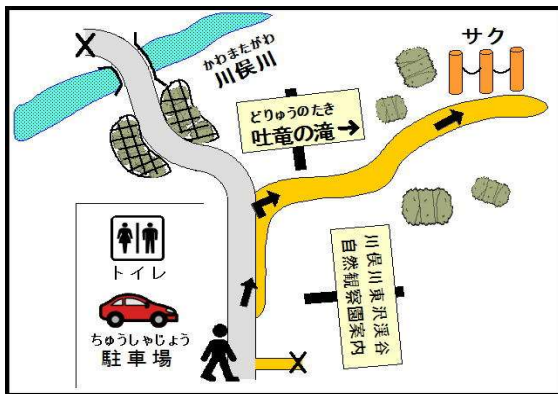 かわまたがわ
川俣川
サク
どりゅうのたき
吐竜の滝→
トイレ
ちゅうしゃじょう
駐車場
川俣川東沢渓谷
自然観察園案内